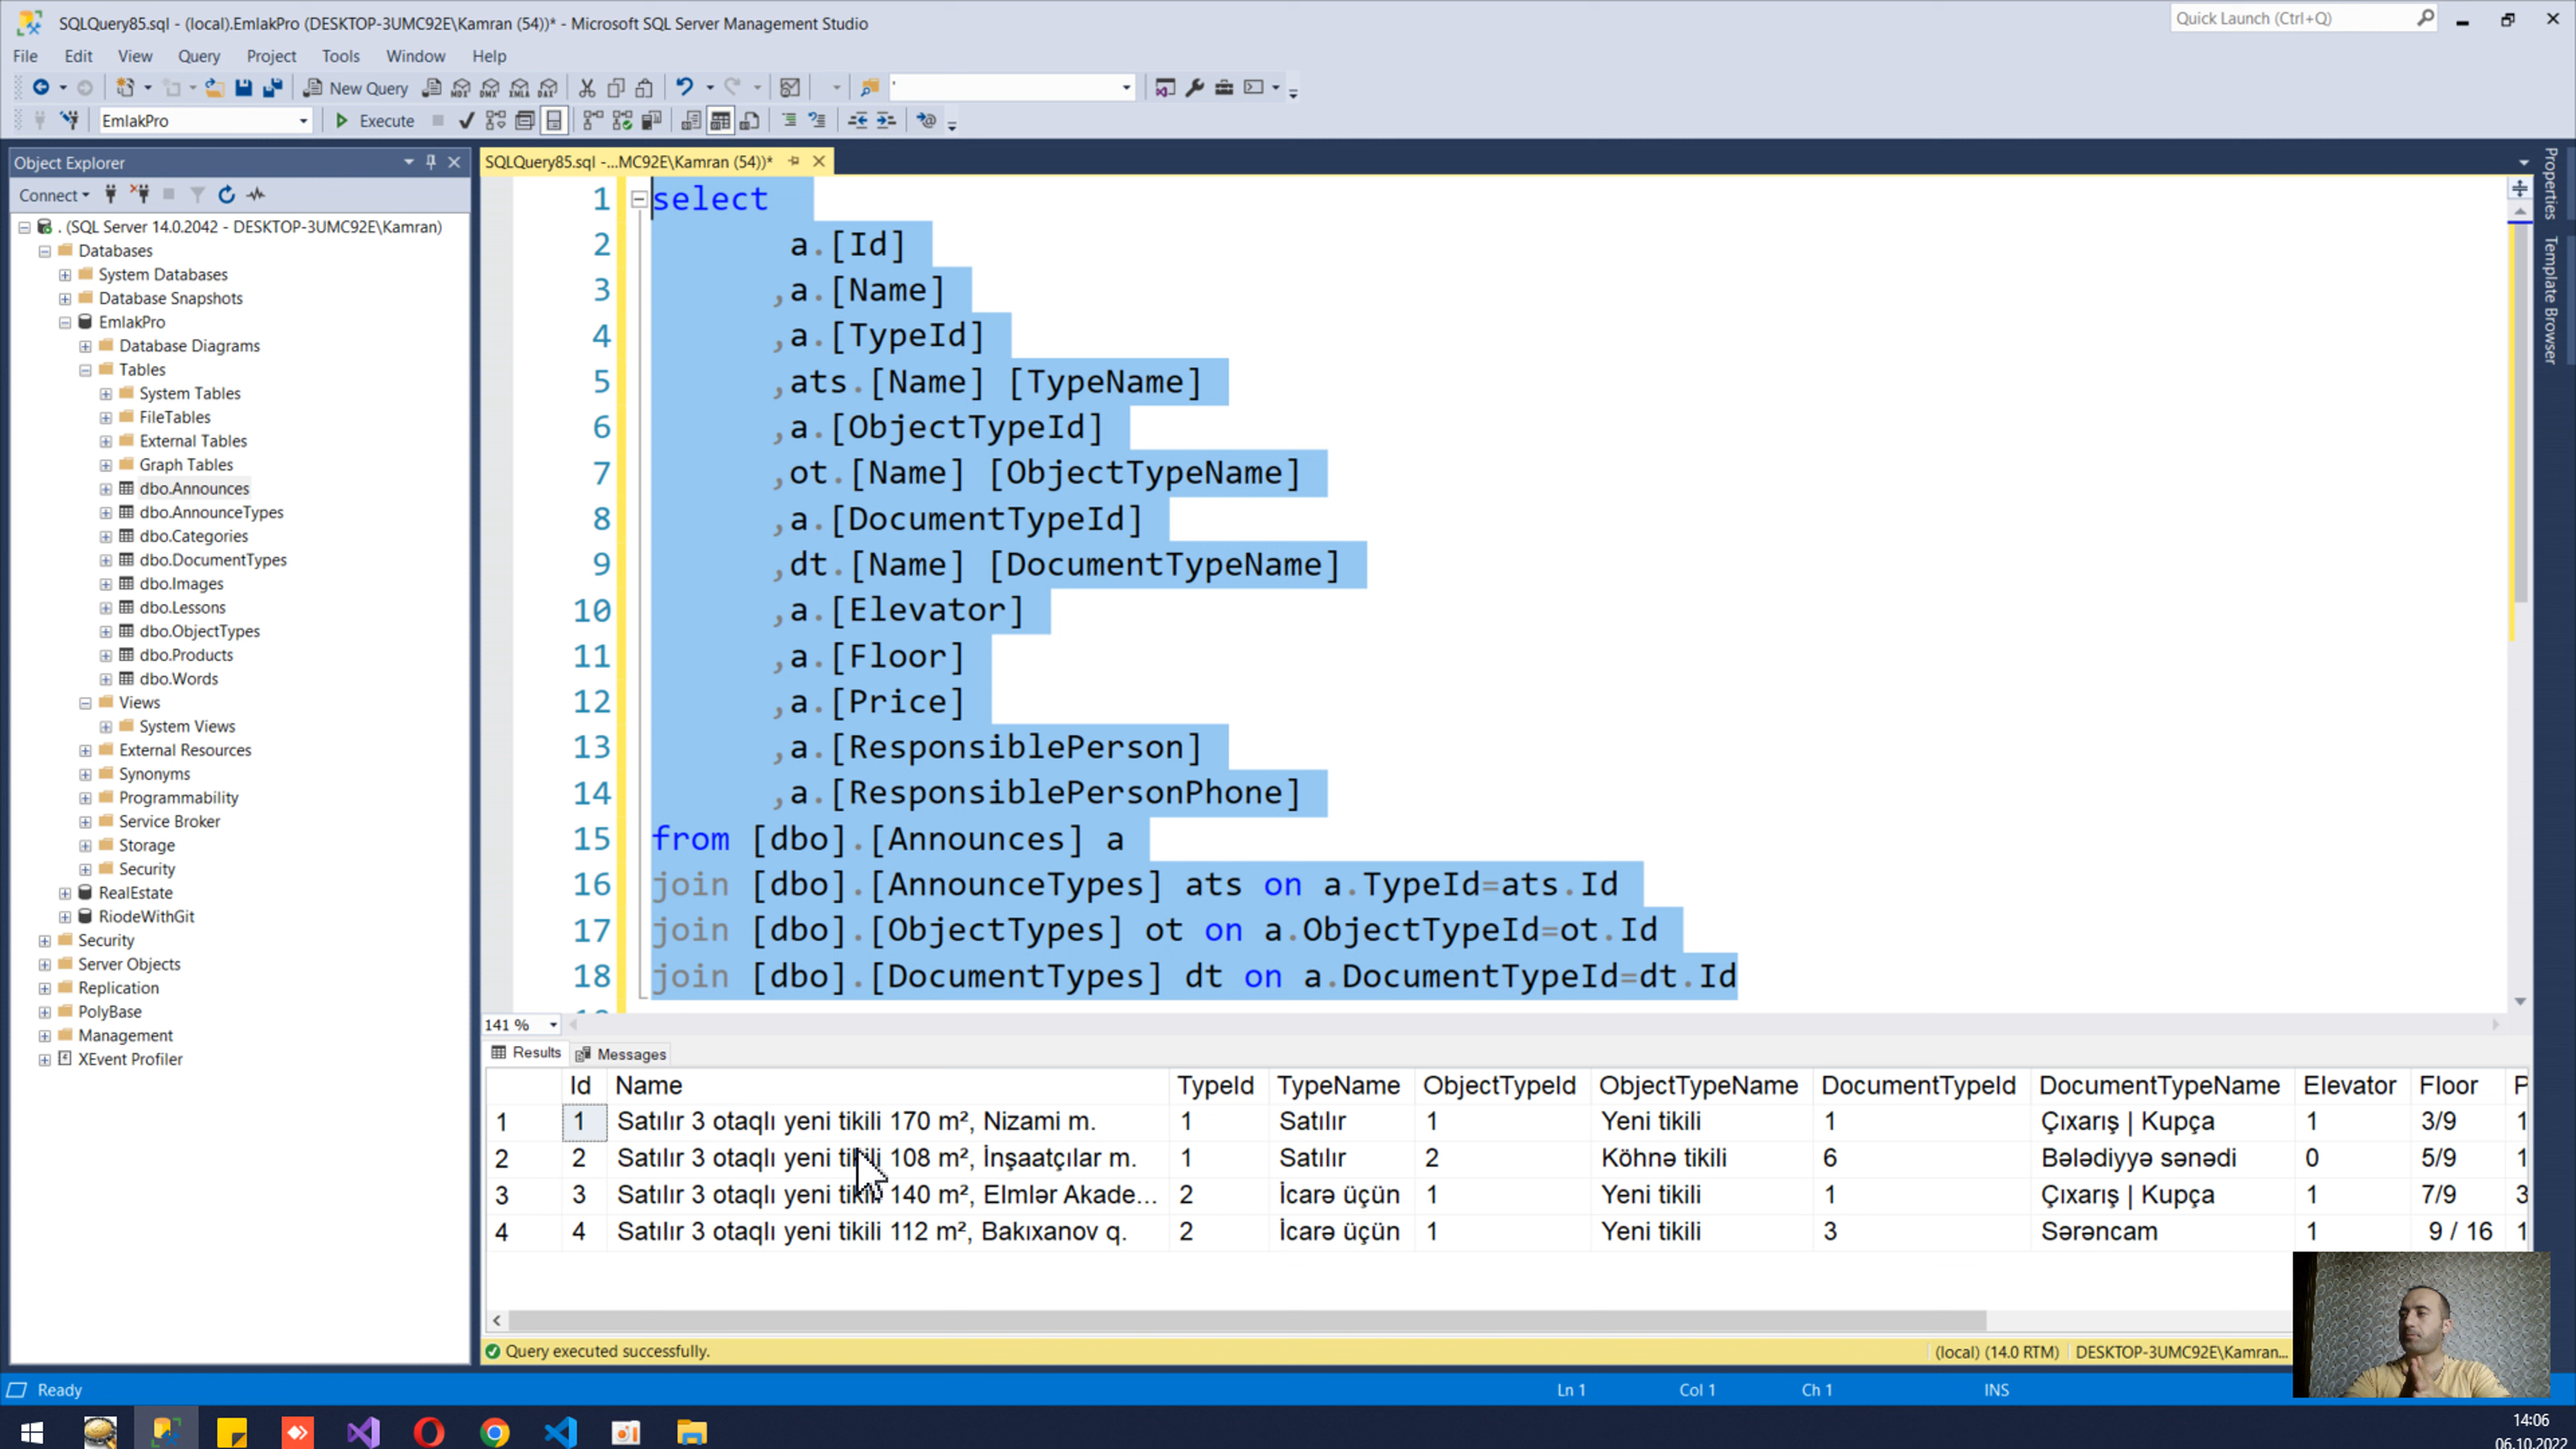 SQLQuery85.sql - (local).EmlakPro (DESKTOP-3UMC92E\Kamran (54))* - Microsoft SQL Server Management Studio
Quick Launch (Ctrl+Q)
File Edit View Query Project Tools Window Help
New Query
EmlakPro
Execute
Object Explorer
Connect
. (SQL Server 14.0.2042 - DESKTOP-3UMC92E\Kamran)
Databases
System Databases
Database Snapshots
EmlakPro
Database Diagrams
Tables
System Tables
FileTables
External Tables
Graph Tables
dbo.Announces
dbo.AnnounceTypes
dbo.Categories
dbo.DocumentTypes
dbo.Images
dbo.Lessons
dbo.ObjectTypes
dbo.Products
dbo.Words
Views
System Views
External Resources
Synonyms
Programmability
Service Broker
Storage
Security
RealEstate
RiodeWithGit
Security
Server Objects
Replication
PolyBase
Management
XEvent Profiler
SQLQuery85.sql -...MC92E\Kamran (54))*
1 select
2 a.[Id]
3 ,a.[Name]
4 ,a.[TypeId]
5 ,ats.[Name] [TypeName]
6 ,a.[ObjectTypeId]
7 ,ot.[Name] [ObjectTypeName]
8 ,a.[DocumentTypeId]
9 ,dt.[Name] [DocumentTypeName]
10 ,a.[Elevator]
11 ,a.[Floor]
12 ,a.[Price]
13 ,a.[ResponsiblePerson]
14 ,a.[ResponsiblePersonPhone]
15 from [dbo].[Announces] a
16 join [dbo].[AnnounceTypes] ats on a.TypeId=ats.Id
17 join [dbo].[ObjectTypes] ot on a.ObjectTypeId=ot.Id
18 join [dbo].[DocumentTypes] dt on a.DocumentTypeId=dt.Id
141 %
Results Messages
Id Name TypeId TypeName ObjectTypeId ObjectTypeName DocumentTypeId DocumentTypeName Elevator Floor P
1 1 Satılır 3 otaqlı yeni tikili 170 m², Nizami m. 1 Satılır 1 Yeni tikili 1 Çıxarış | Kupça 1 3/9 1
2 2 Satılır 3 otaqlı yeni tikili 108 m², İnşaatçılar m. 1 Satılır 2 Köhnə tikili 6 Bələdiyyə sənədi 0 5/9 1
3 3 Satılır 3 otaqlı yeni tikili 140 m², Elmlər Akade... 2 İcarə üçün 1 Yeni tikili 1 Çıxarış | Kupça 1 7/9 3
4 4 Satılır 3 otaqlı yeni tikili 112 m², Bakıxanov q. 2 İcarə üçün 1 Yeni tikili 3 Sərəncam 1 9 / 16 1
Query executed successfully.
(local) (14.0 RTM) DESKTOP-3UMC92E\Kamran...
Ready
Ln 1 Col 1 Ch 1 INS
Properties
Template Browser
14:06
06.10.2022